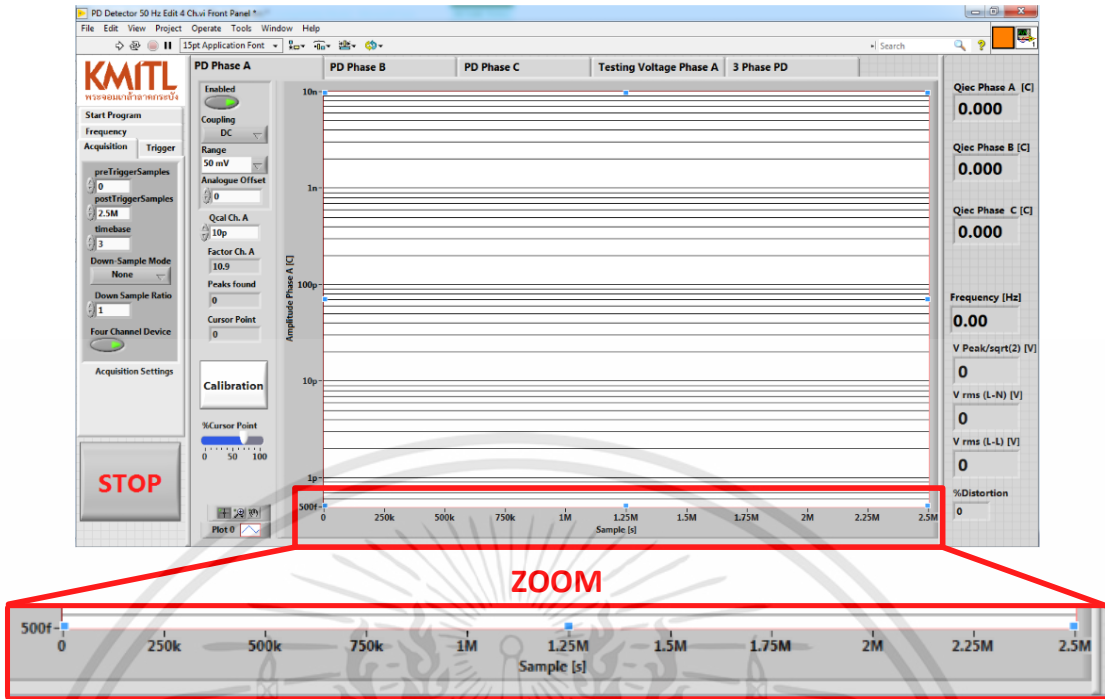 PD Detector 50 Hz Edit 4 Ch.vi Front Panel *
File Edit View Project Operate Tools Window Help
15pt Application Font
Search
KMITL
พระจอมเกล้าลาดกระบัง
Start Program
Frequency
Acquisition
Trigger
preTriggerSamples
0
postTriggerSamples
2.5M
timebase
3
Down-Sample Mode
None
Down Sample Ratio
1
Four Channel Device
Acquisition Settings
STOP
PD Phase A
PD Phase B
PD Phase C
Testing Voltage Phase A
3 Phase PD
Enabled
Coupling
DC
Range
50 mV
Analogue Offset
0
Qcal Ch. A
10p
Factor Ch. A
10.9
Peaks found
0
Cursor Point
0
Calibration
%Cursor Point
0 50 100
Plot 0
Amplitude Phase A [C]
10n
1n
100p
10p
1p
500f
0 250k 500k 750k 1M 1.25M 1.5M 1.75M 2M 2.25M 2.5M
Sample [s]
Qiec Phase A [C]
0.000
Qiec Phase B [C]
0.000
Qiec Phase C [C]
0.000
Frequency [Hz]
0.00
V Peak/sqrt(2) [V]
0
V rms (L-N) [V]
0
V rms (L-L) [V]
0
%Distortion
0
ZOOM
500f
0 250k 500k 750k 1M 1.25M 1.5M 1.75M 2M 2.25M 2.5M
Sample [s]